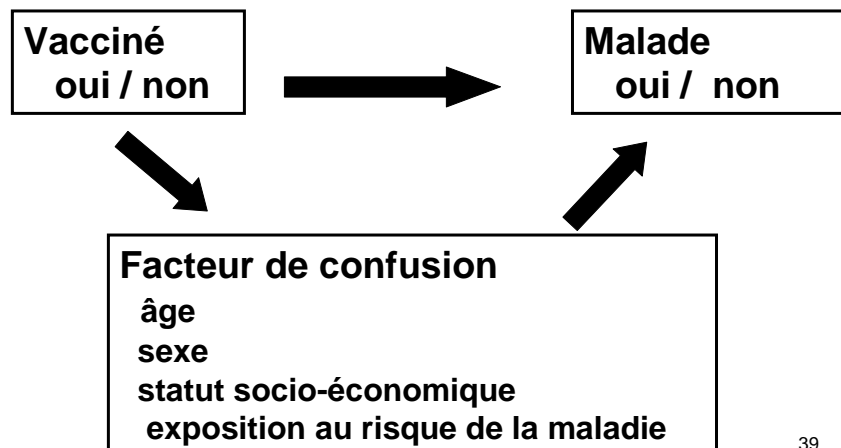 Vacciné
oui / non
Malade
oui / non
Facteur de confusion
âge
sexe
statut socio-économique
exposition au risque de la maladie
39